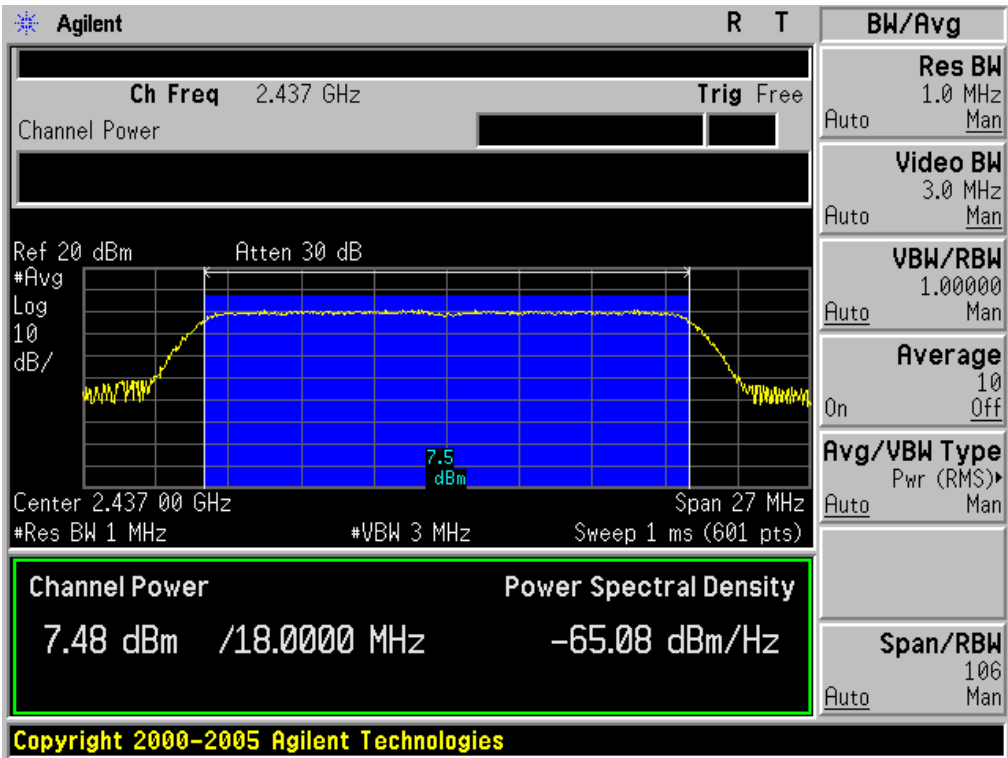 Agilent R T
Ch Freq 2.437 GHz Trig Free
Channel Power
Ref 20 dBm Atten 30 dB
#Avg
Log
10
dB/
7.5
dBm
Center 2.437 00 GHz Span 27 MHz
#Res BW 1 MHz #VBW 3 MHz Sweep 1 ms (601 pts)
Channel Power Power Spectral Density
7.48 dBm /18.0000 MHz -65.08 dBm/Hz
Copyright 2000-2005 Agilent Technologies
BW/Avg
Res BW
1.0 MHz
Auto Man
Video BW
3.0 MHz
Auto Man
VBW/RBW
1.00000
Auto Man
Average
10
On Off
Avg/VBW Type
Pwr (RMS)▸
Auto Man
Span/RBW
106
Auto Man